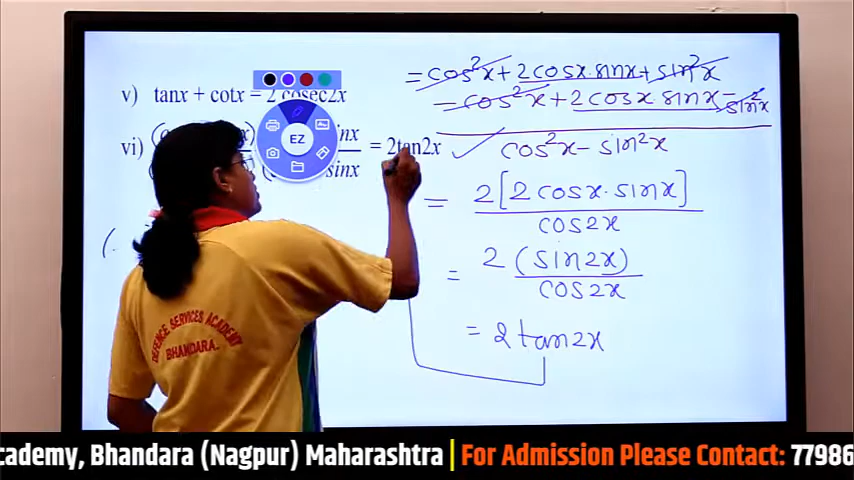 v) tanx + cotx = 2 cosec2x
vi) inx = 2tan2x ✓
sinx
= cos²x + 2cosx.sinx + sin²x
- cos²x + 2cosx sinx - sin²x
cos²x - sin²x
= 2[2cosx.sinx]
cos2x
= 2(sin2x)
cos2x
= 2tan2x
EZ
DEFENCE SERVICES ACADEMY
BHANDARA.
cademy, Bhandara (Nagpur) Maharashtra | For Admission Please Contact: 77986